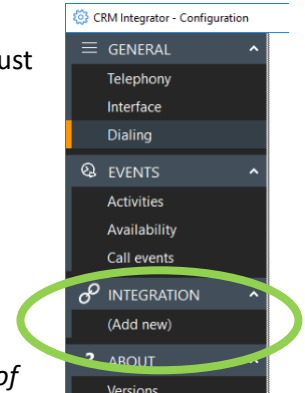 CRM Integrator - Configuration
ust
GENERAL
Telephony
Interface
Dialing
EVENTS
Activities
Availability
Call events
INTEGRATION
(Add new)
? ABOUT
of
Versions